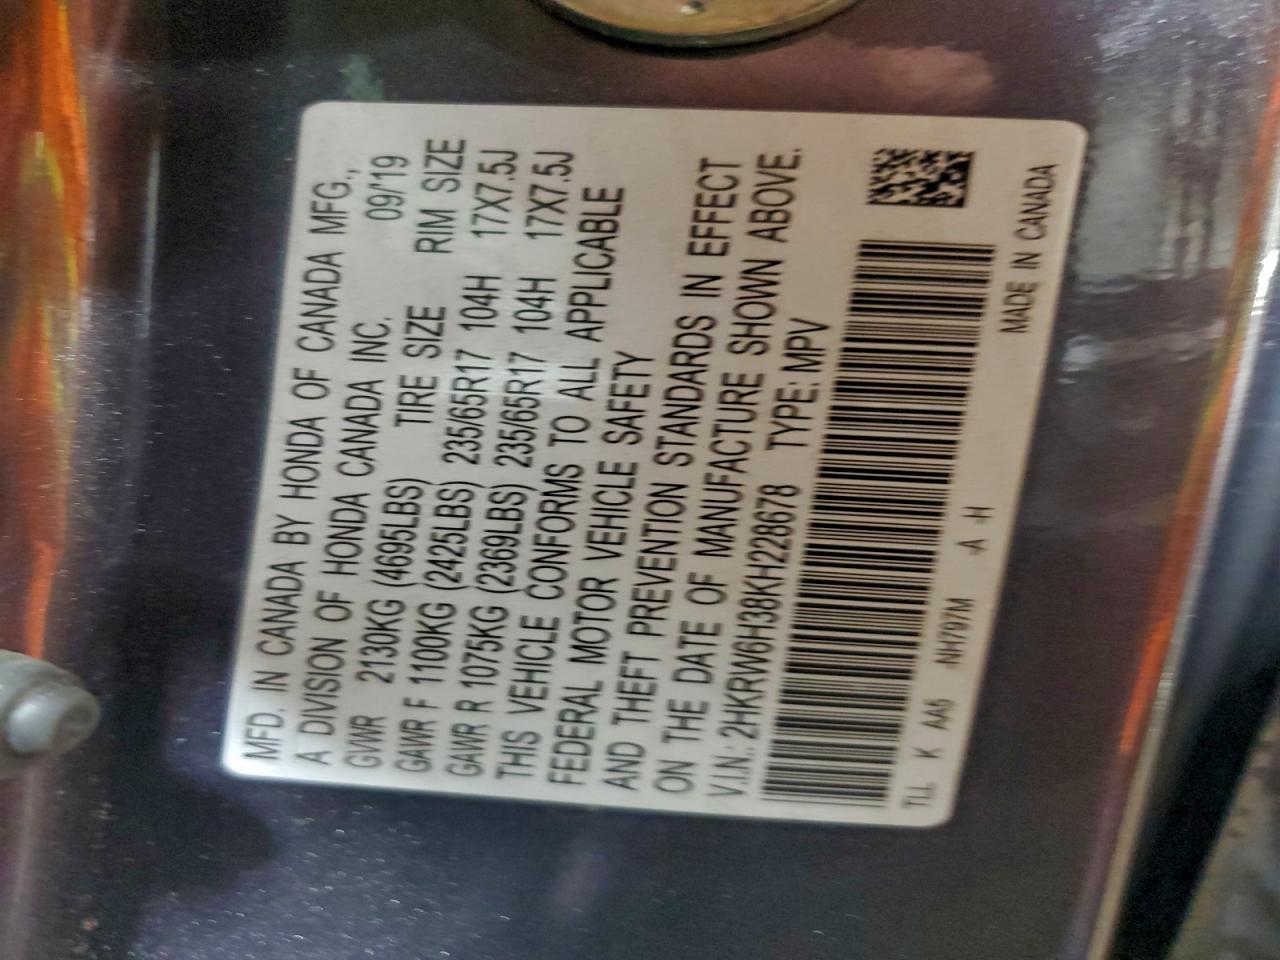 MFD. IN CANADA BY HONDA OF CANADA MFG.,
A DIVISION OF HONDA CANADA INC. 09/'19
GVWR 2130KG (4695LBS) TIRE SIZE RIM SIZE
GAWR F 1100KG (2425LBS) 235/65R17 104H 17X7.5J
GAWR R 1075KG (2369LBS) 235/65R17 104H 17X7.5J
THIS VEHICLE CONFORMS TO ALL APPLICABLE
FEDERAL MOTOR VEHICLE SAFETY
AND THEFT PREVENTION STANDARDS IN EFFECT
ON THE DATE OF MANUFACTURE SHOWN ABOVE.
V.I.N.: 2HKRW6H38KH228678 TYPE: MPV
TLL K AA6 NH797M -A -H MADE IN CANADA